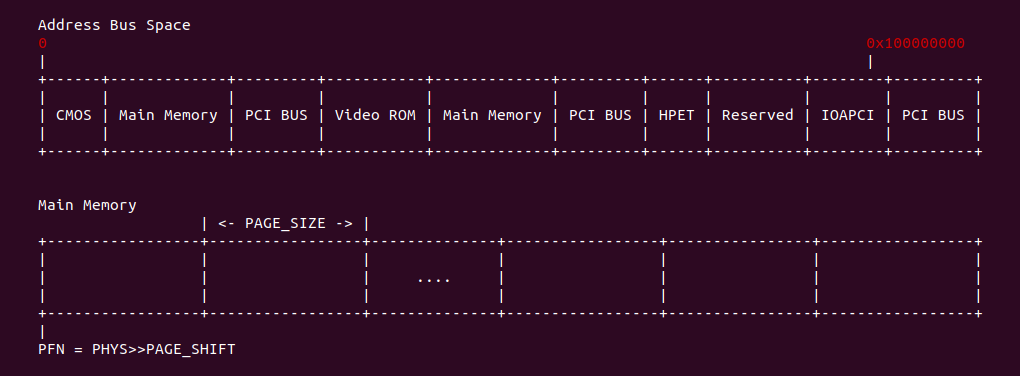 Address Bus Space
0 0x100000000
CMOS | Main Memory | PCI BUS | Video ROM | Main Memory | PCI BUS | HPET | Reserved | IOAPCI | PCI BUS
Main Memory
| <- PAGE_SIZE -> |
....
PFN = PHYS>>PAGE_SHIFT